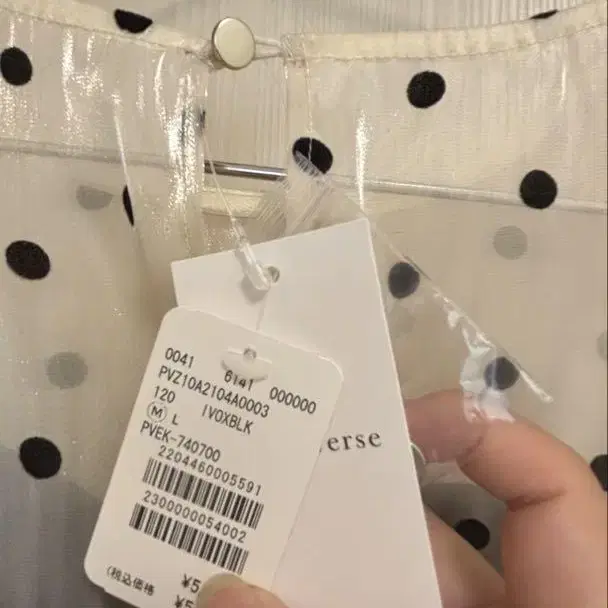 0041 6141 000000
PVZ10A2104A0003
120 IVOXBLK
M L
PVEK-740700
2204460005591
2300000054002
¥5
(税込価格 ¥5
erse